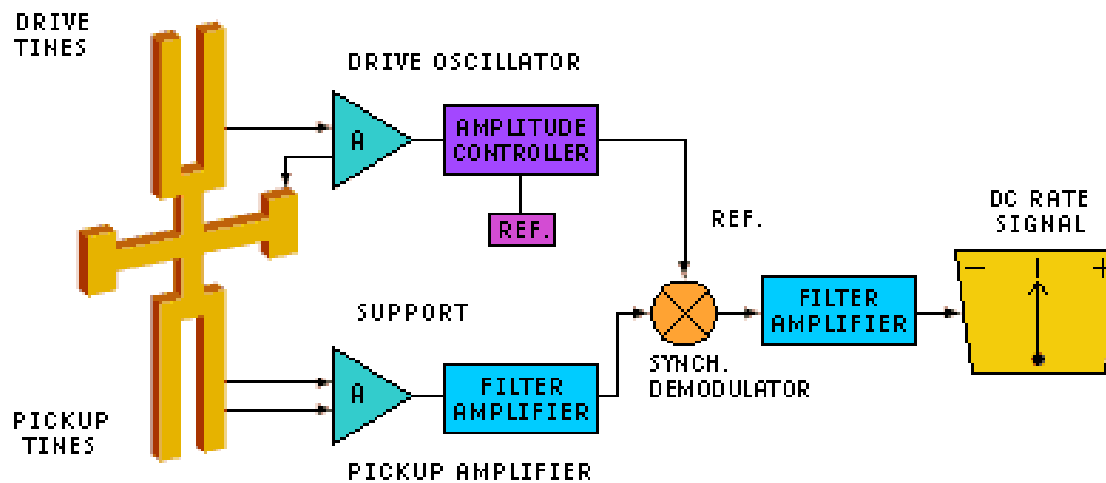 DRIVE
TINES
DRIVE OSCILLATOR
A
AMPLITUDE
CONTROLLER
REF.
REF.
DC RATE
SIGNAL
– | +
SUPPORT
FILTER
AMPLIFIER
SYNCH.
DEMODULATOR
A
FILTER
AMPLIFIER
PICKUP
TINES
PICKUP AMPLIFIER